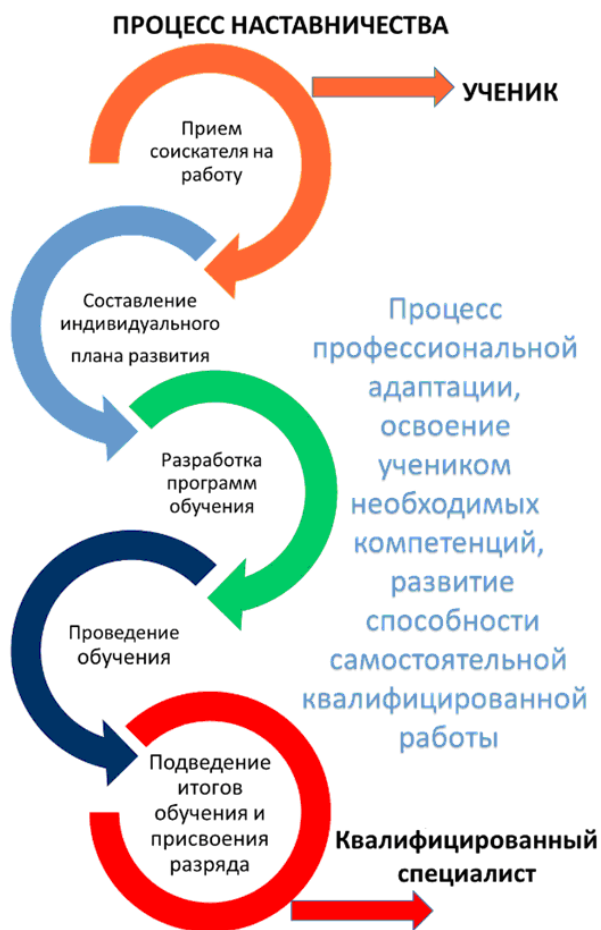 ПРОЦЕСС НАСТАВНИЧЕСТВА
УЧЕНИК
Прием
соискателя на
работу
Составление
индивидуального
плана развития
Процесс
профессиональной
адаптации,
освоение
учеником
необходимых
компетенций,
развитие
способности
самостоятельной
квалифицированной
работы
Разработка
программ
обучения
Проведение
обучения
Подведение
итогов
обучения и
присвоения
разряда
Квалифицированный
специалист